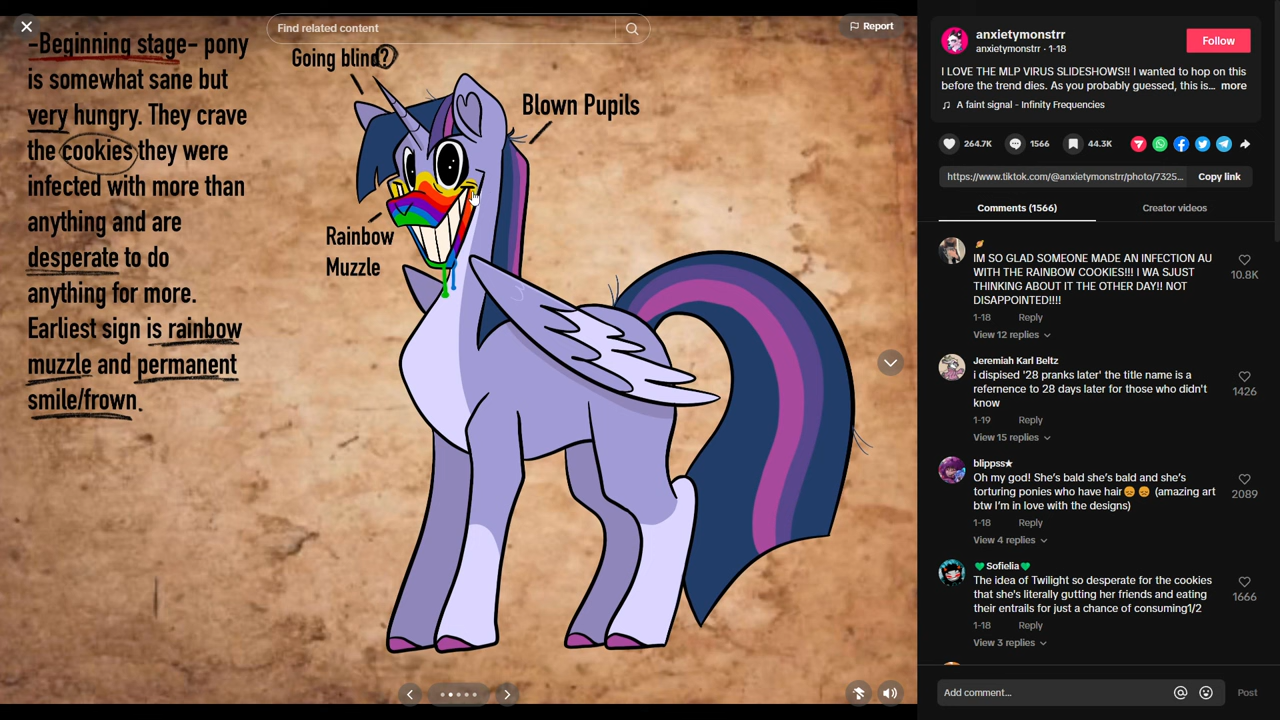 Find related content
Report
-Beginning stage- pony
is somewhat sane but
very hungry. They crave
the cookies they were
infected with more than
anything and are
desperate to do
anything for more.
Earliest sign is rainbow
muzzle and permanent
smile/frown.
Going blind?
Blown Pupils
Rainbow
Muzzle
anxietymonstrr
anxietymonstrr · 1-18
Follow
I LOVE THE MLP VIRUS SLIDESHOWS!! I wanted to hop on this
before the trend dies. As you probably guessed, this is... more
A faint signal - Infinity Frequencies
264.7K
1566
44.3K
https://www.tiktok.com/@anxietymonstrr/photo/7325...
Copy link
Comments (1566)
Creator videos
🪐
IM SO GLAD SOMEONE MADE AN INFECTION AU
WITH THE RAINBOW COOKIES!!! I WA SJUST
THINKING ABOUT IT THE OTHER DAY!! NOT
DISAPPOINTED!!!!
10.8K
1-18 Reply
View 12 replies
Jeremiah Karl Beltz
i dispised '28 pranks later' the title name is a
refernence to 28 days later for those who didn't
know
1426
1-19 Reply
View 15 replies
blippss★
Oh my god! She's bald she's bald and she's
torturing ponies who have hair😠 😠 (amazing art
btw I'm in love with the designs)
2089
1-18 Reply
View 4 replies
💚Sofielia💚
The idea of Twilight so desperate for the cookies
that she's literally gutting her friends and eating
their entrails for just a chance of consuming1/2
1666
1-18 Reply
View 3 replies
Add comment...
Post